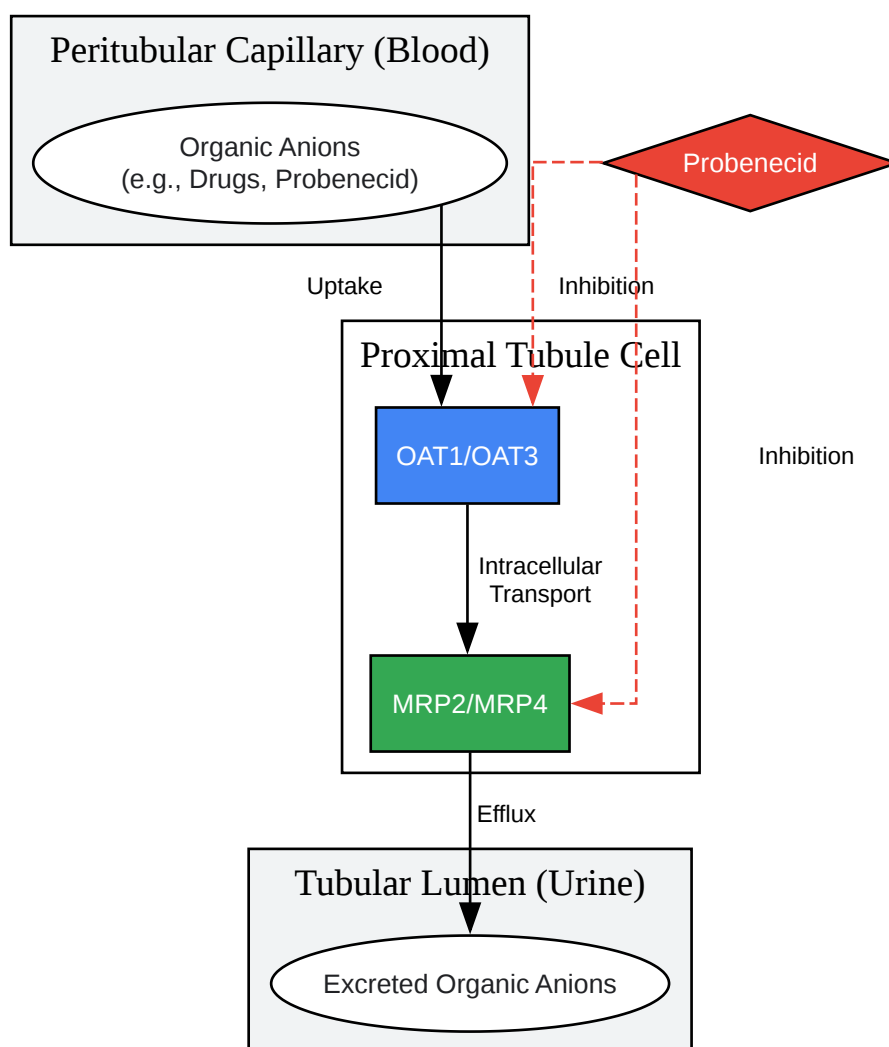 Peritubular Capillary (Blood)
Organic Anions
(e.g., Drugs, Probenecid)
Probenecid
Uptake
Inhibition
Proximal Tubule Cell
OAT1/OAT3
Inhibition
Intracellular
Transport
MRP2/MRP4
Efflux
Tubular Lumen (Urine)
Excreted Organic Anions